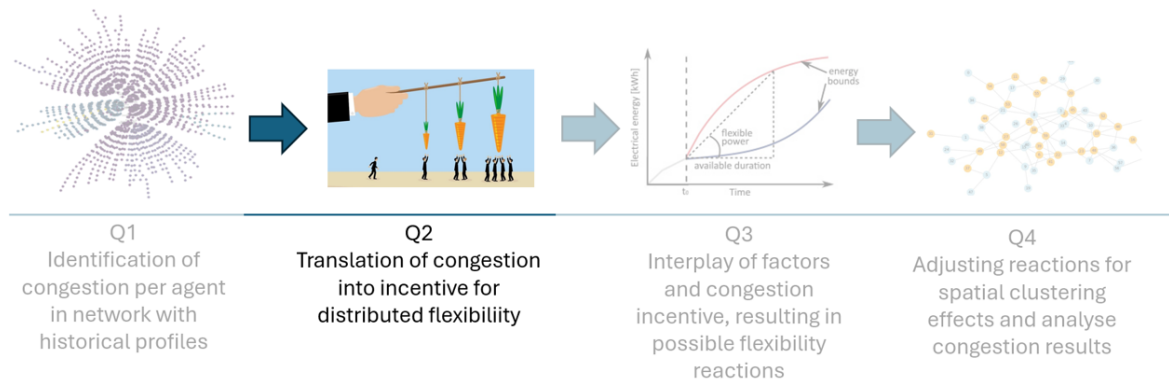 Electrical energy [kWh]
energy
bounds
flexible
power
available duration
t₀
Time
Q1
Identification of
congestion per agent
in network with
historical profiles
Q2
Translation of congestion
into incentive for
distributed flexibiliity
Q3
Interplay of factors
and congestion
incentive, resulting in
possible flexibility
reactions
Q4
Adjusting reactions for
spatial clustering
effects and analyse
congestion results